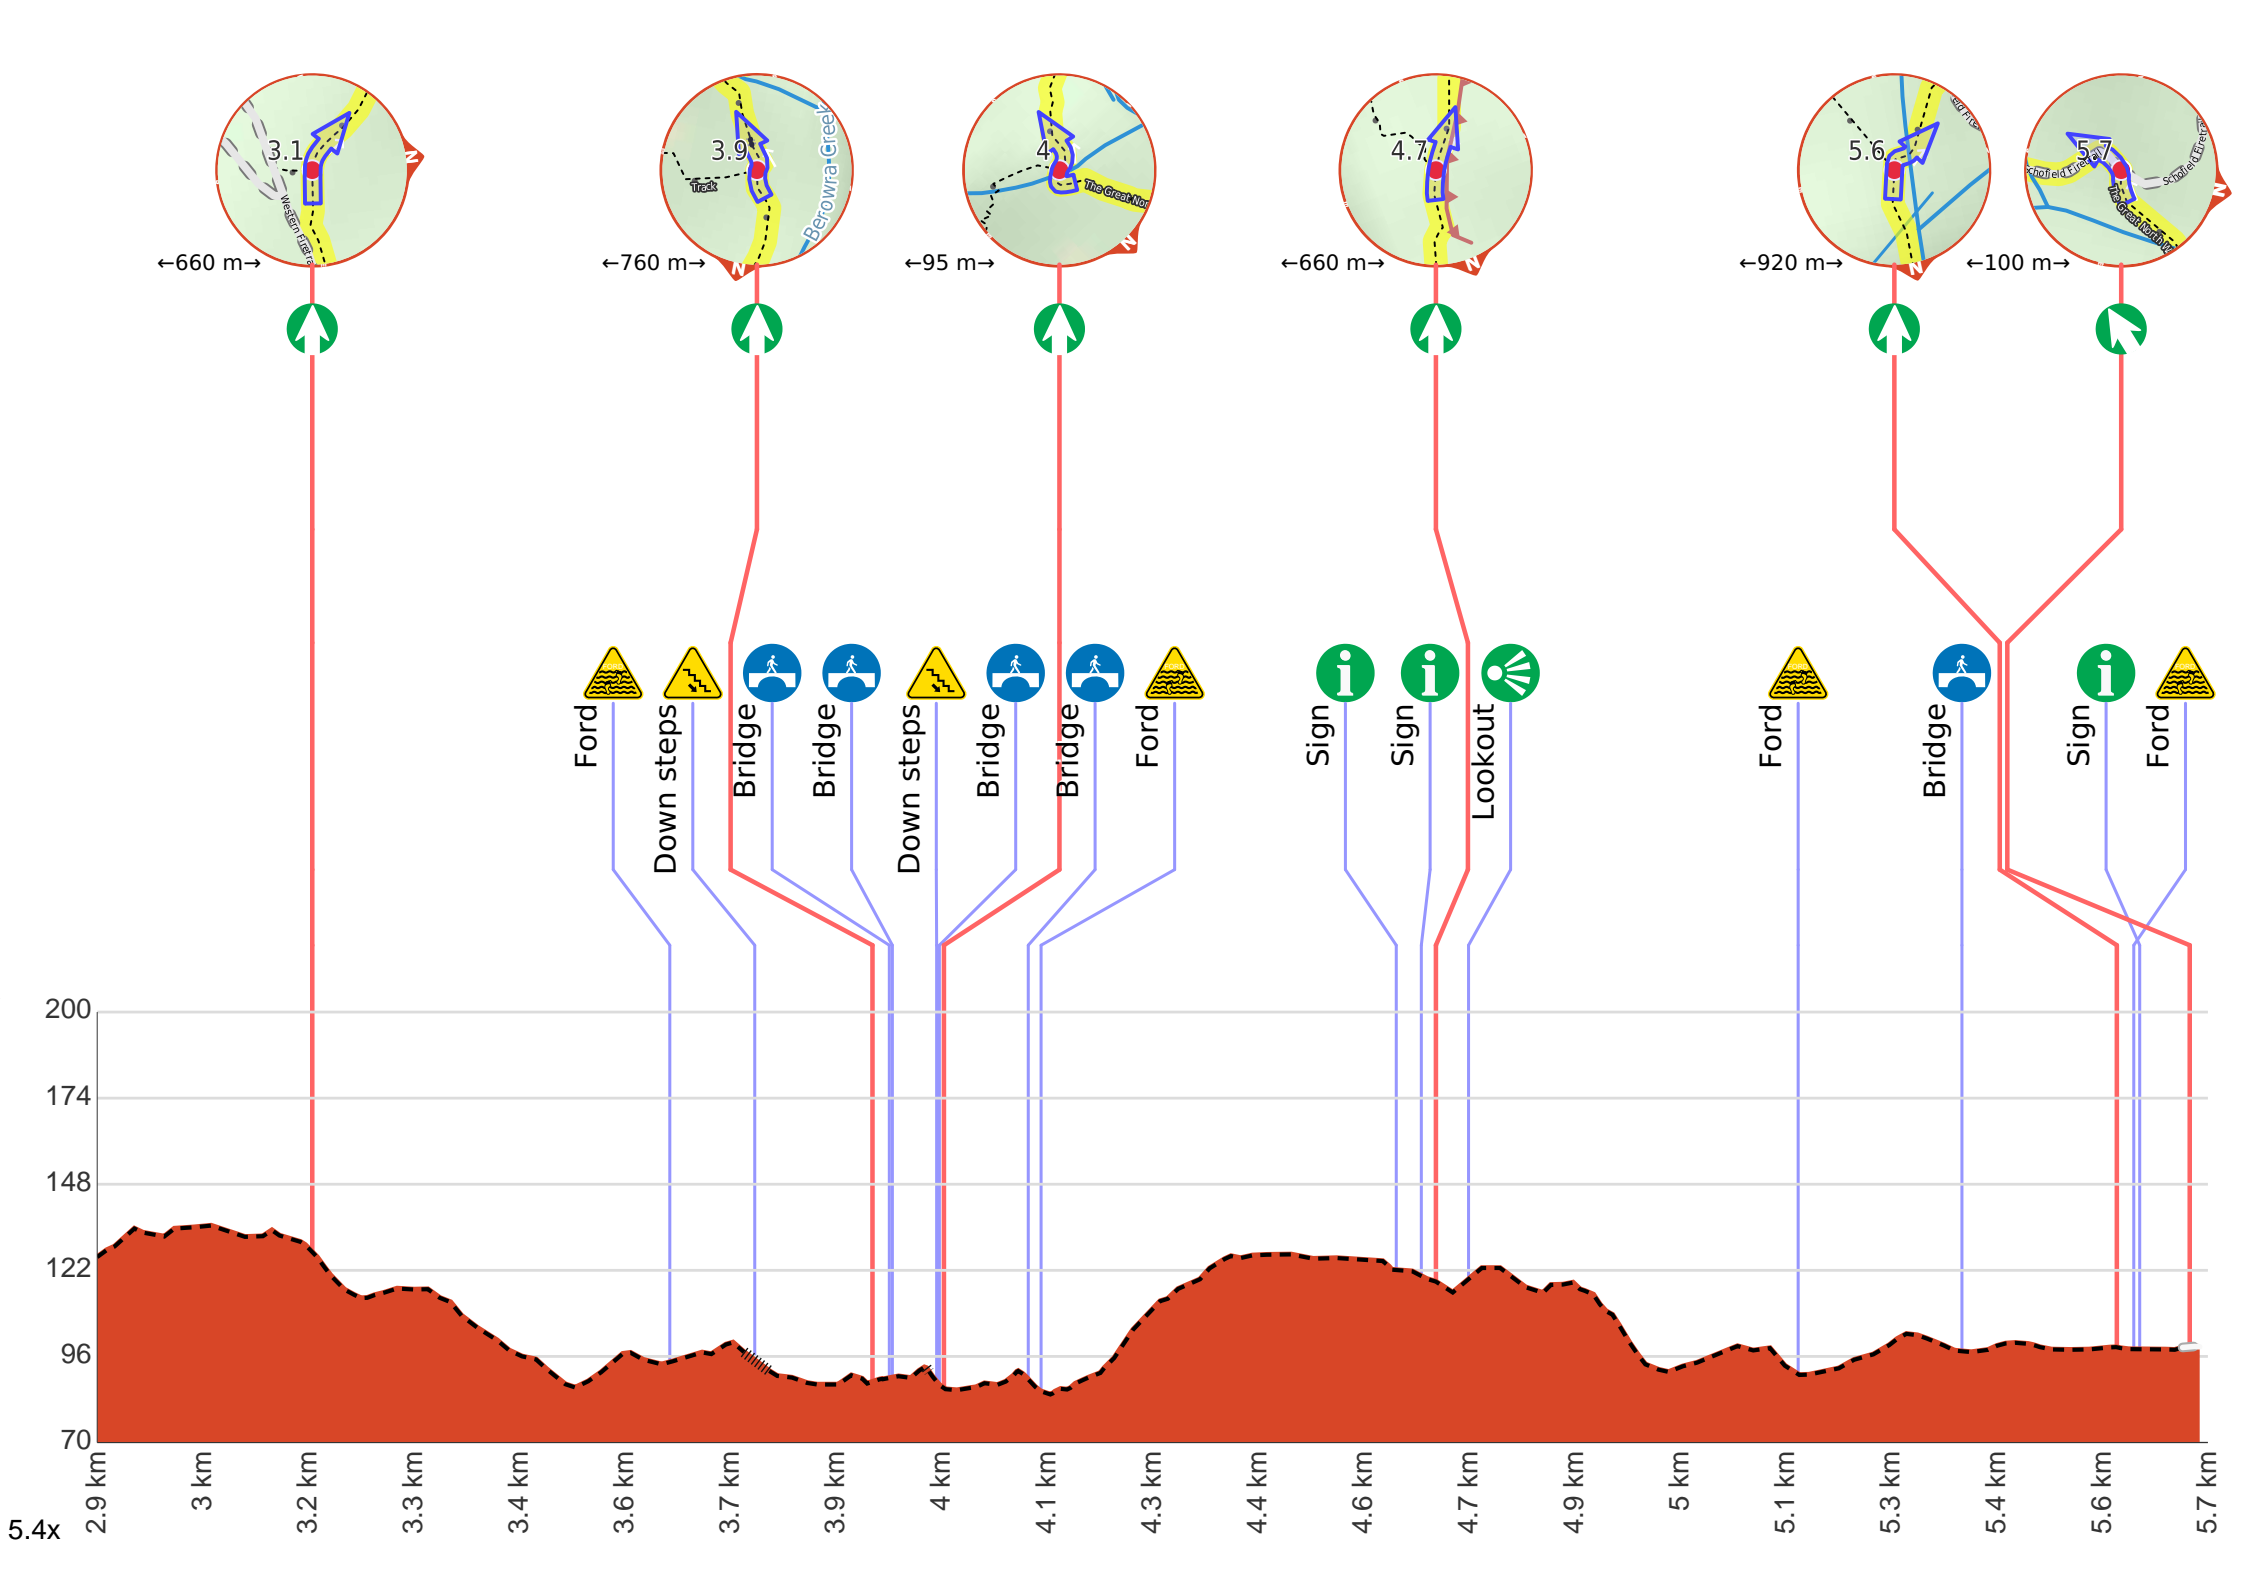 3.1
Western Firetra
N
←660 m→
3.9
Track
Berowra Creek
N
←760 m→
4
The Great Nor
N
←95 m→
4.7
N
←660 m→
5.6
N
←920 m→
5.7
Schofield Firetra
The Great North W
N
←100 m→
Ford
Down steps
Bridge
Bridge
Down steps
Bridge
Bridge
Ford
Sign
Sign
Lookout
Ford
Bridge
Sign
Ford
200
174
148
122
96
70
2.9 km
3 km
3.2 km
3.3 km
3.4 km
3.6 km
3.7 km
3.9 km
4 km
4.1 km
4.3 km
4.4 km
4.6 km
4.7 km
4.9 km
5 km
5.1 km
5.3 km
5.4 km
5.6 km
5.7 km
5.4x